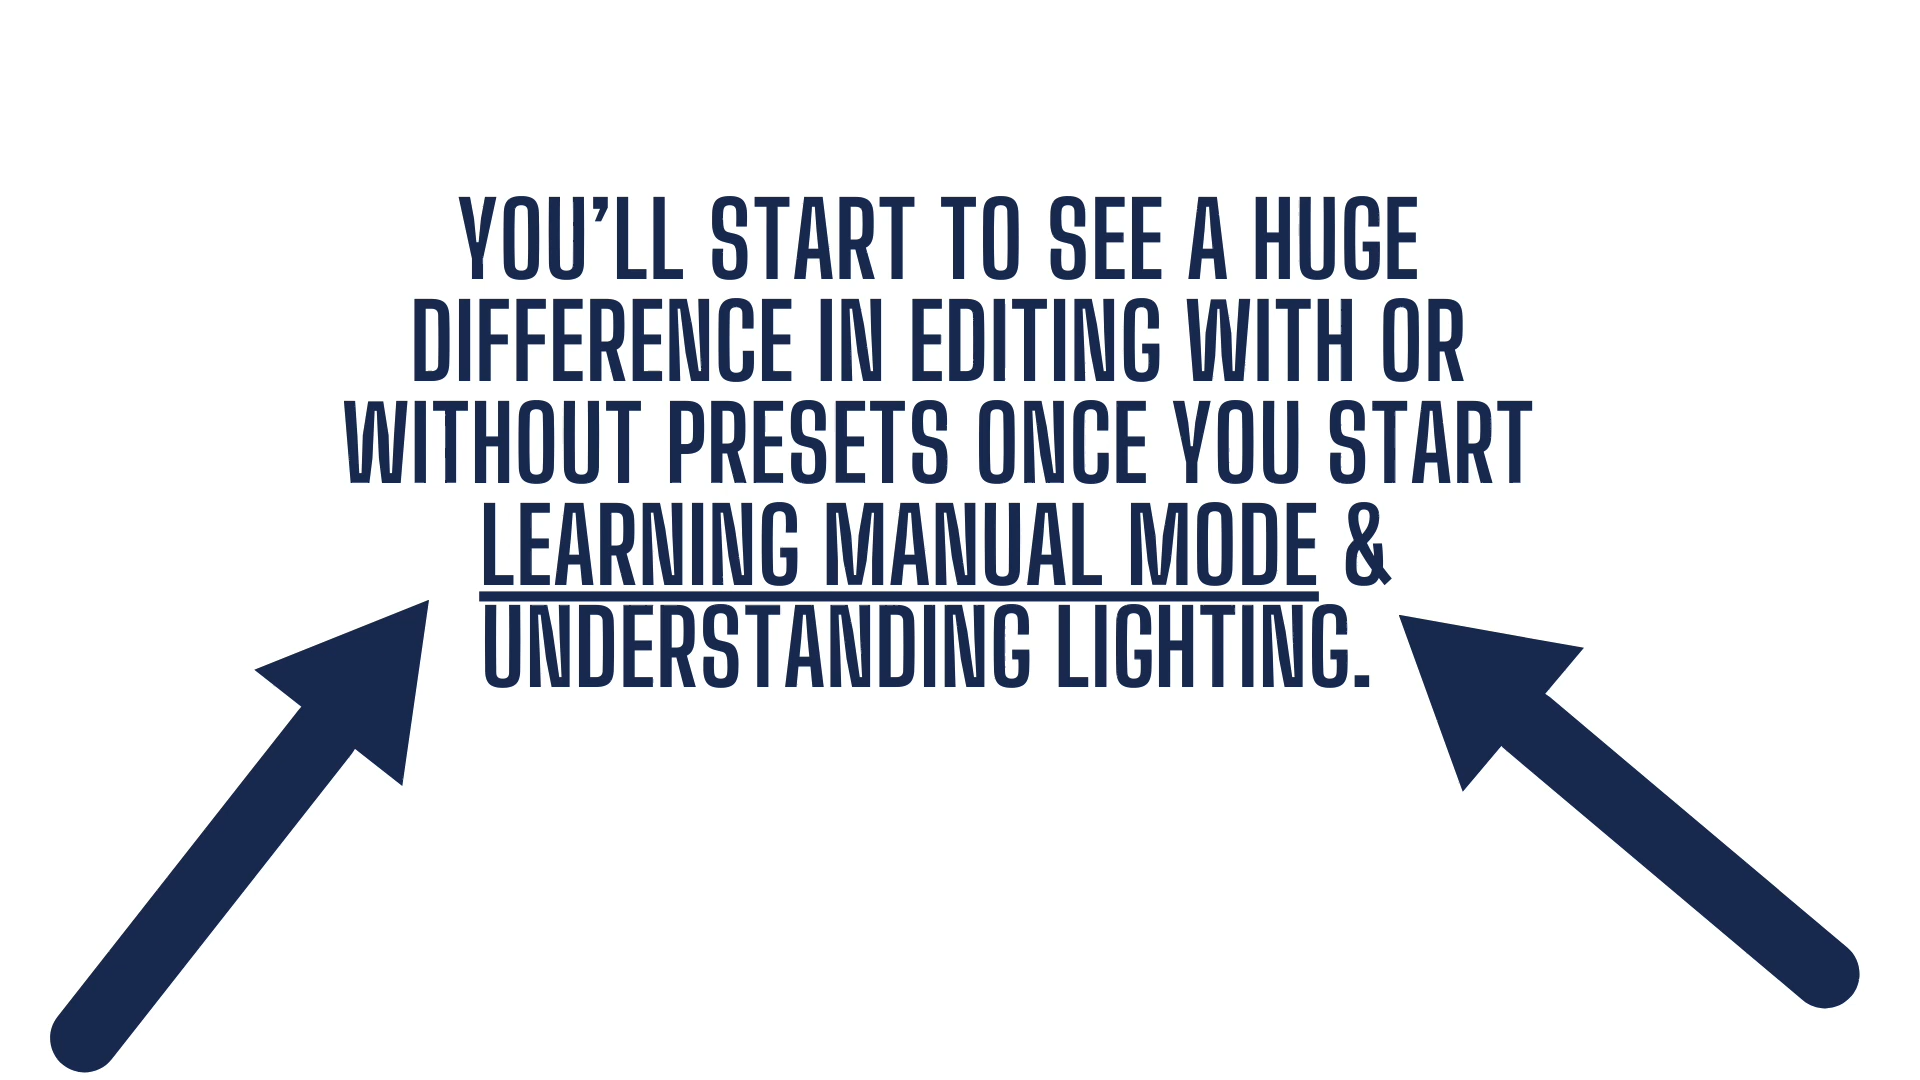 YOU’LL START TO SEE A HUGE
DIFFERENCE IN EDITING WITH OR
WITHOUT PRESETS ONCE YOU START
LEARNING MANUAL MODE &
UNDERSTANDING LIGHTING.